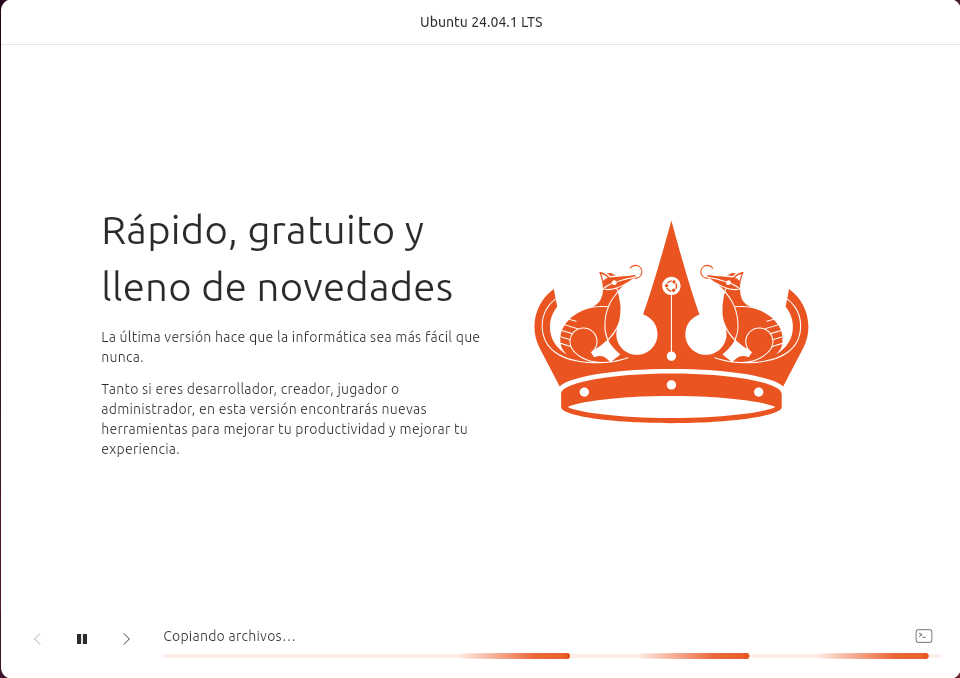 Ubuntu 24.04.1 LTS
Rápido, gratuito y
lleno de novedades
La última versión hace que la informática sea más fácil que
nunca.
Tanto si eres desarrollador, creador, jugador o
administrador, en esta versión encontrarás nuevas
herramientas para mejorar tu productividad y mejorar tu
experiencia.
Copiando archivos...